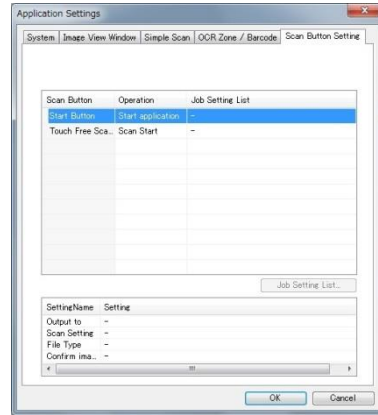 Application Settings
System Image View Window Simple Scan OCR Zone / Barcode Scan Button Setting
Scan Button Operation Job Setting List
Start Button Start application -
Touch Free Sca... Scan Start -
Job Setting List...
SettingName Setting
Output to -
Scan Setting -
File Type -
Confirm ima... -
OK Cancel